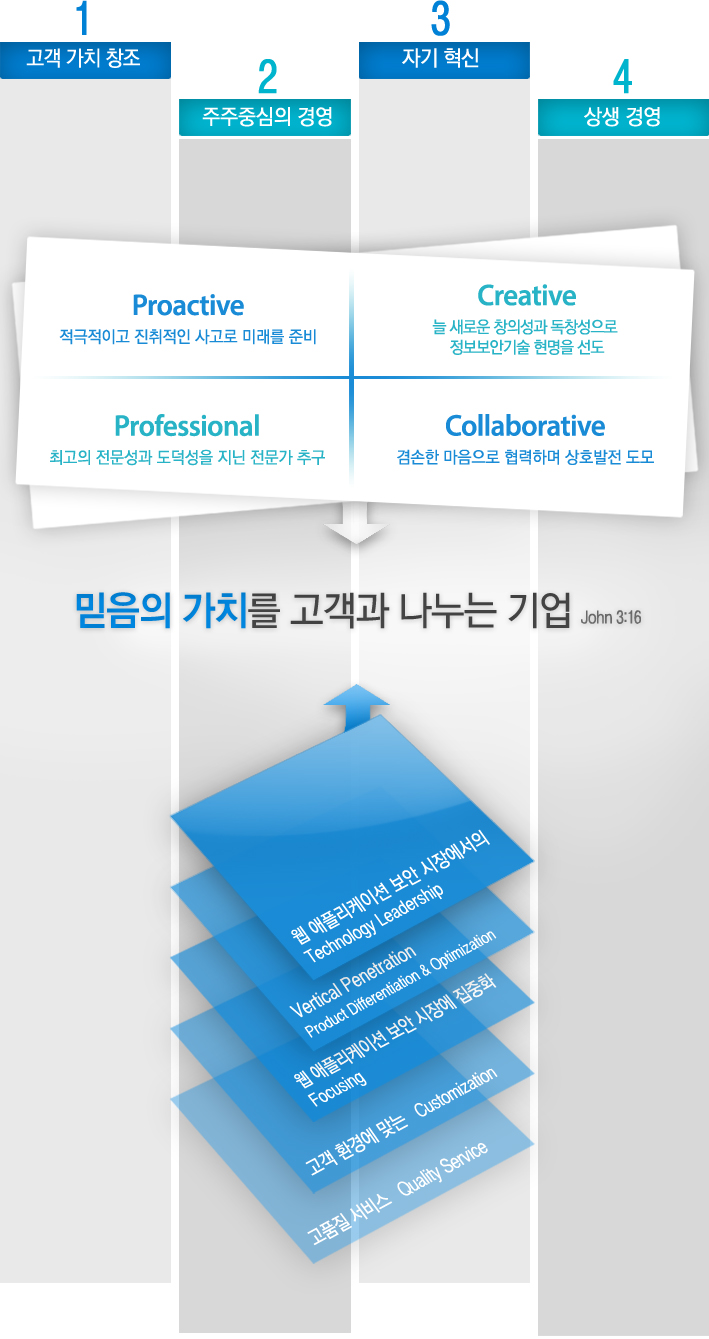 1
고객 가치 창조
2
주주중심의 경영
3
자기 혁신
4
상생 경영
Proactive
적극적이고 진취적인 사고로 미래를 준비
Creative
늘 새로운 창의성과 독창성으로
정보보안기술 현명을 선도
Professional
최고의 전문성과 도덕성을 지닌 전문가 추구
Collaborative
겸손한 마음으로 협력하며 상호발전 도모
믿음의 가치를 고객과 나누는 기업 John 3:16
웹 애플리케이션 보안 시장에서의
Technology Leadership
Vertical Penetration
Product Differentiation & Optimization
웹 애플리케이션 보안 시장에 집중화
Focusing
고객 환경에 맞는 Customization
고품질 서비스 Quality Service